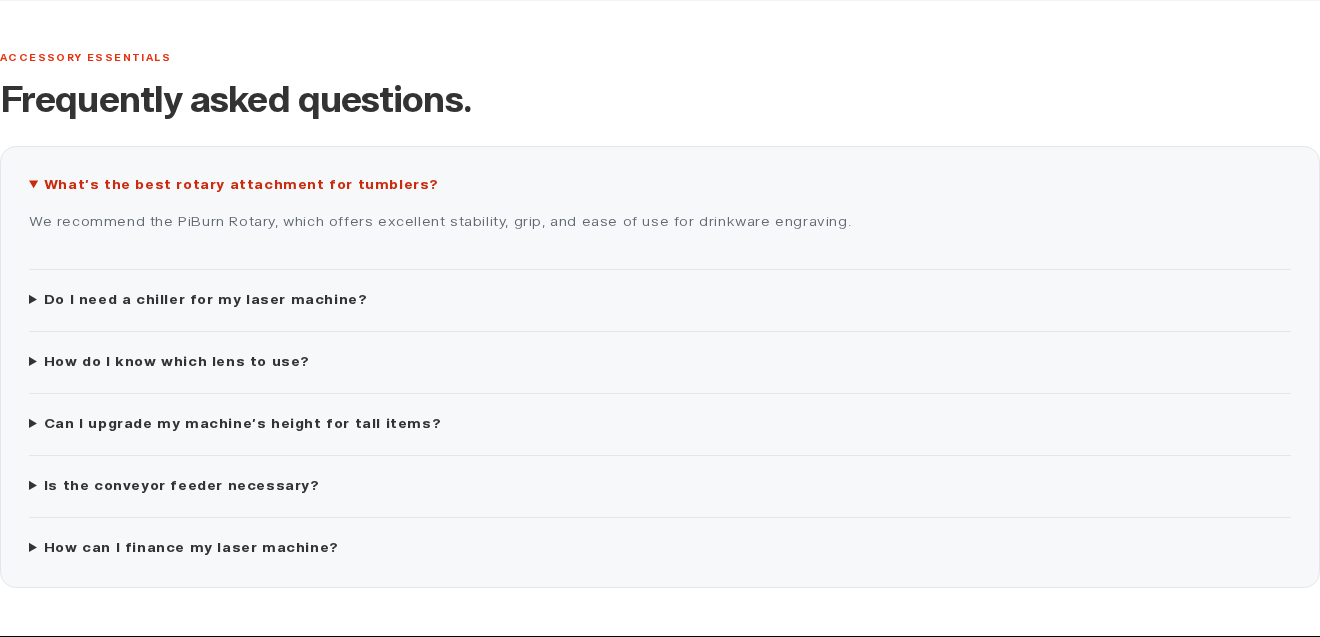 ACCESSORY ESSENTIALS
Frequently asked questions.
What's the best rotary attachment for tumblers?
We recommend the PiBurn Rotary, which offers excellent stability, grip, and ease of use for drinkware engraving.
Do I need a chiller for my laser machine?
How do I know which lens to use?
Can I upgrade my machine's height for tall items?
Is the conveyor feeder necessary?
How can I finance my laser machine?